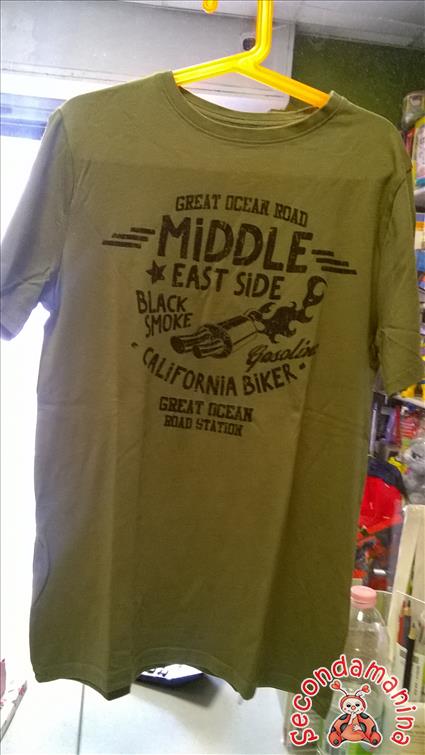 GREAT OCEAN ROAD
MiDDLE
EAST SiDE
BLACK
SMOKE
Gasoline
CALiFORNiA BiKER
GREAT OCEAN
ROAD STATION
Secondamanina